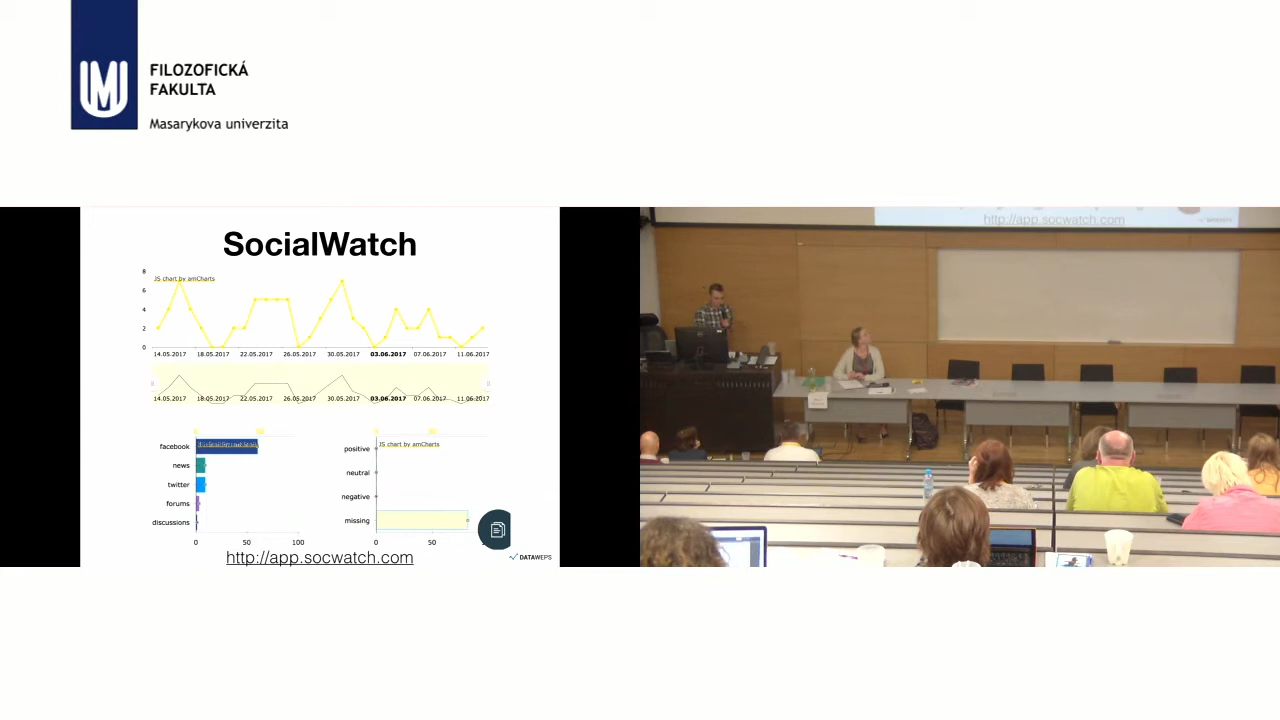 FILOZOFICKÁ
FAKULTA
Masarykova univerzita
SocialWatch
8
JS chart by amCharts
6
4
2
0
14.05.2017 18.05.2017 22.05.2017 26.05.2017 30.05.2017 03.06.2017 07.06.2017 11.06.2017
14.05.2017 18.05.2017 22.05.2017 26.05.2017 30.05.2017 03.06.2017 07.06.2017 11.06.2017
facebook
news
twitter
forums
discussions
0 50 100
JS chart by amCharts
positive
neutral
negative
missing
0 50
http://app.socwatch.com
DATAWEPS
http://app.socwatch.com